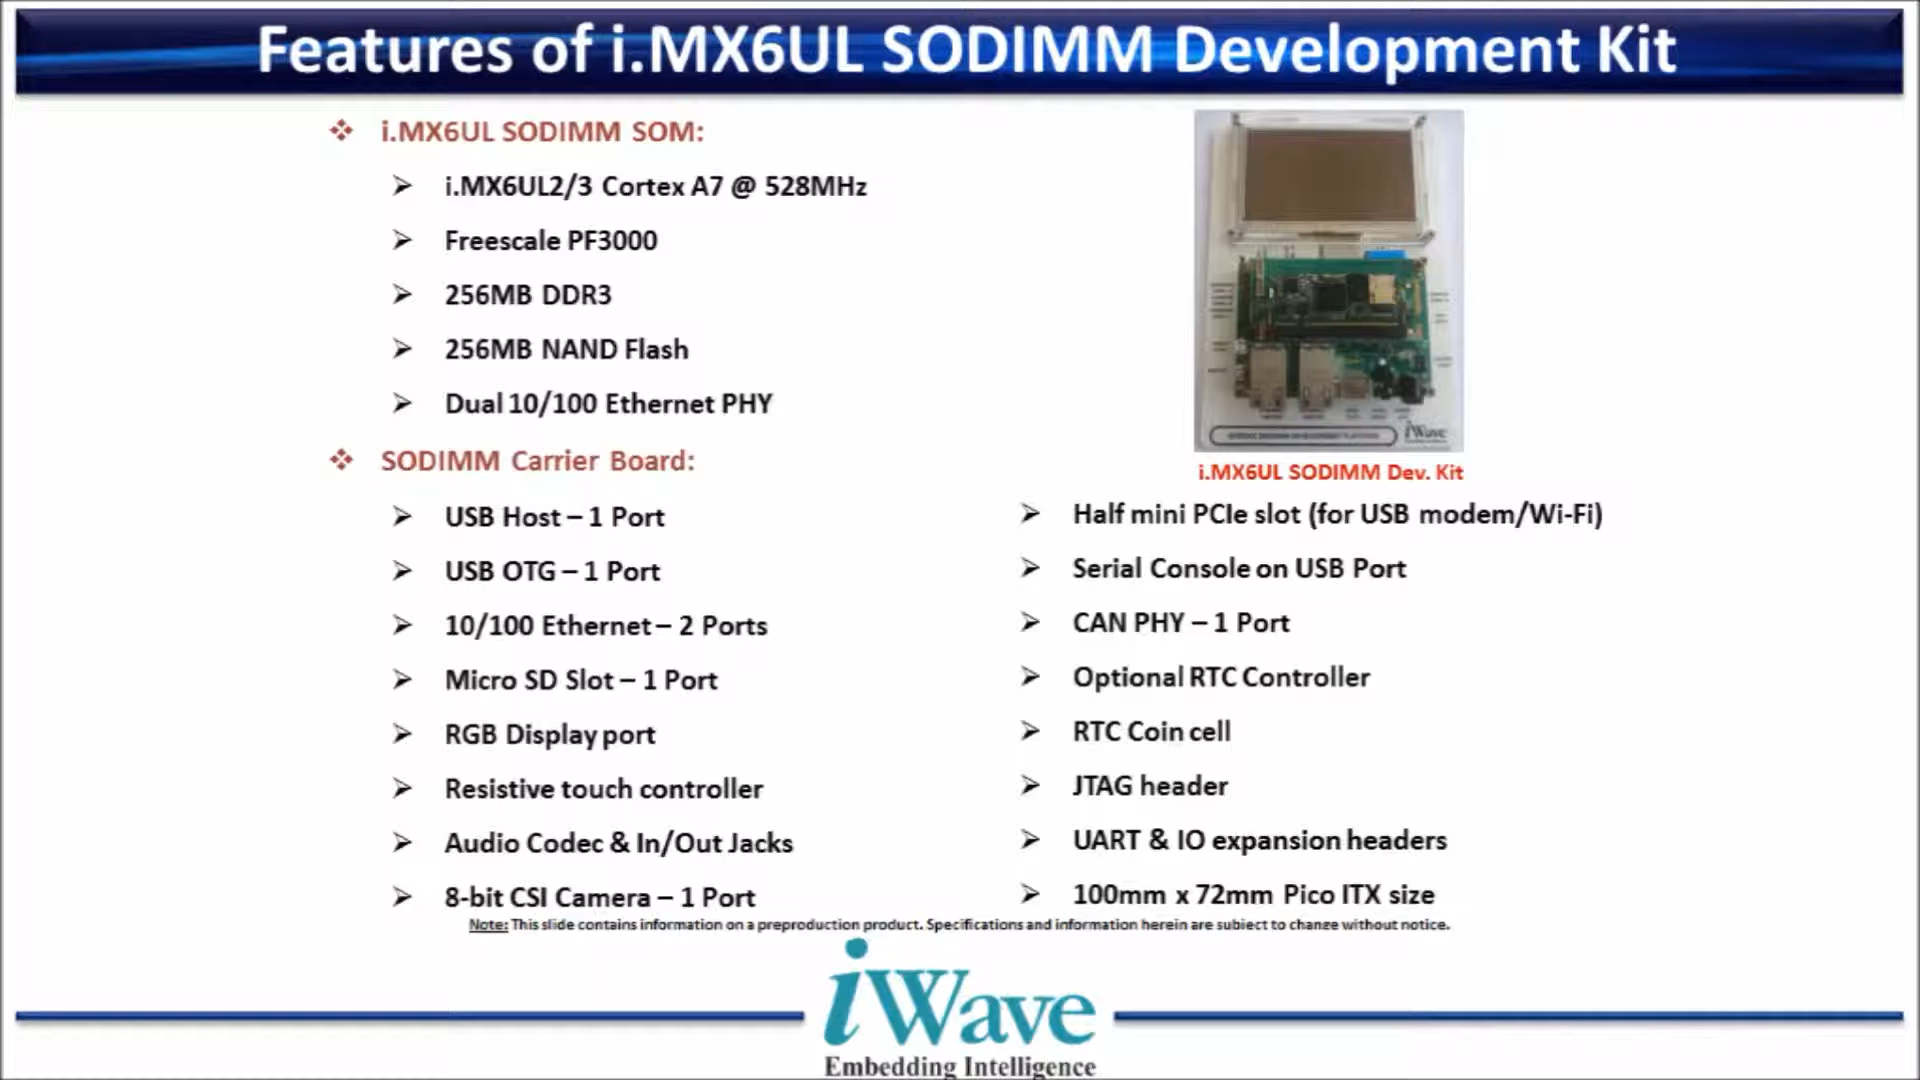 Features of i.MX6UL SODIMM Development Kit
i.MX6UL SODIMM SOM:
i.MX6UL2/3 Cortex A7 @ 528MHz
Freescale PF3000
256MB DDR3
256MB NAND Flash
Dual 10/100 Ethernet PHY
SODIMM Carrier Board:
USB Host – 1 Port
USB OTG – 1 Port
10/100 Ethernet – 2 Ports
Micro SD Slot – 1 Port
RGB Display port
Resistive touch controller
Audio Codec & In/Out Jacks
8-bit CSI Camera – 1 Port
iWave
i.MX6UL SODIMM Dev. Kit
Half mini PCIe slot (for USB modem/Wi-Fi)
Serial Console on USB Port
CAN PHY – 1 Port
Optional RTC Controller
RTC Coin cell
JTAG header
UART & IO expansion headers
100mm x 72mm Pico ITX size
Note: This slide contains information on a preproduction product. Specifications and information herein are subject to change without notice.
iWave
Embedding Intelligence